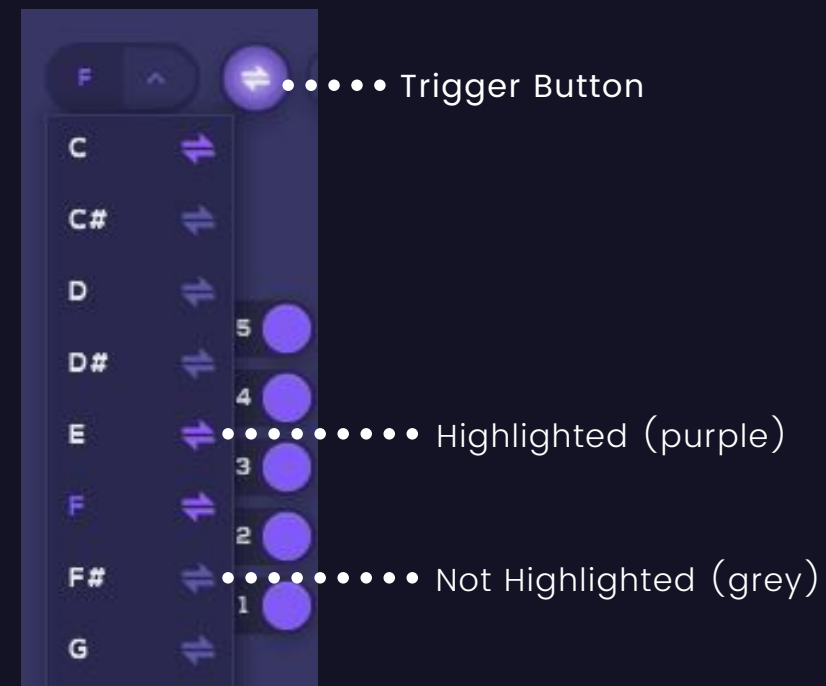 F
Trigger Button
C
C#
D
5
D#
4
E
Highlighted (purple)
3
F
2
F#
Not Highlighted (grey)
1
G